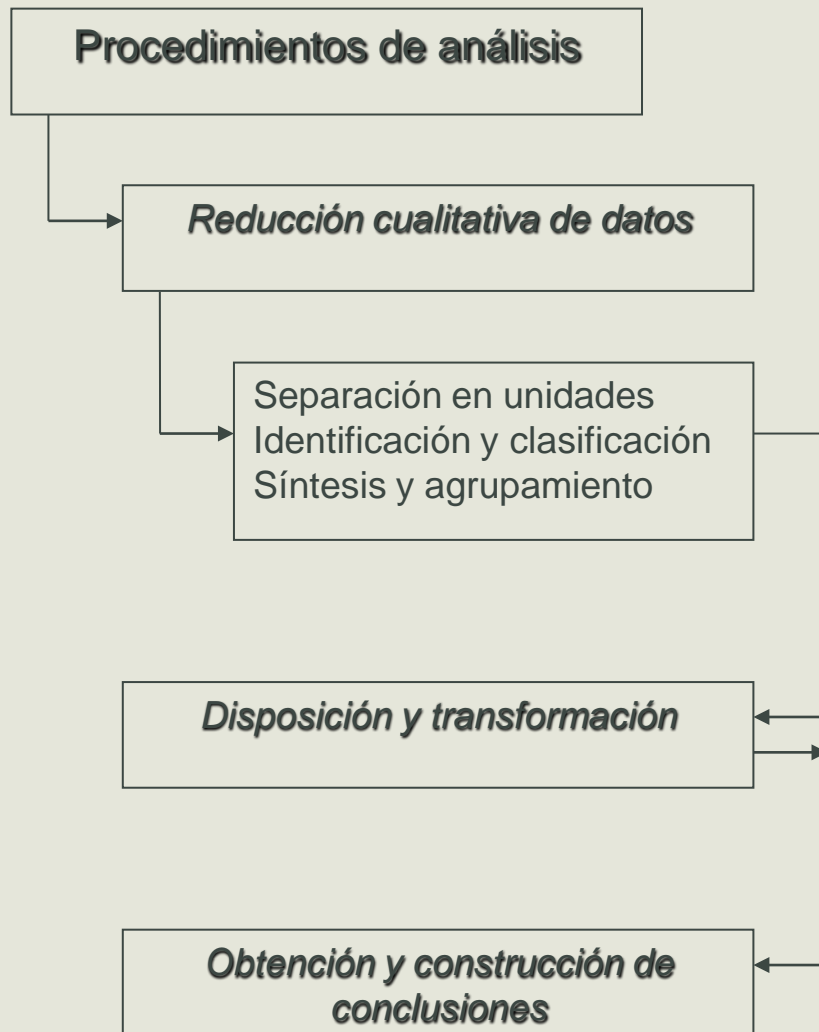 Procedimientos de análisis
Reducción cualitativa de datos
Separación en unidades
Identificación y clasificación
Síntesis y agrupamiento
Disposición y transformación
Obtención y construcción de
conclusiones